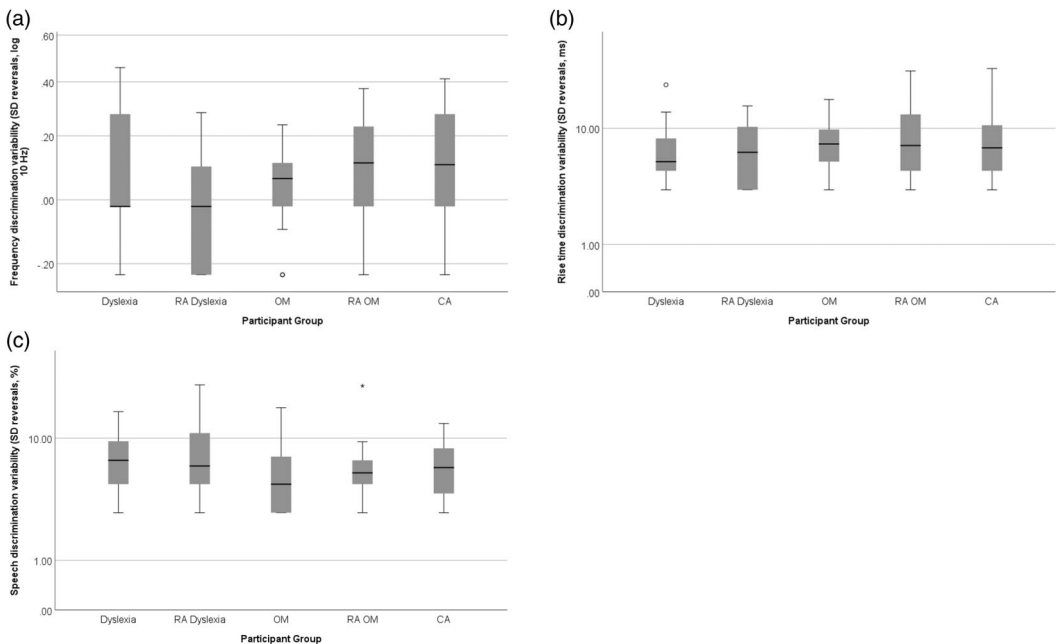 (a)
Frequency discrimination variability (SD reversals, log
10 Hz)
.60
.40
.20
.00
-.20
Dyslexia RA Dyslexia OM RA OM CA
Participant Group
(b)
Rise time discrimination variability (SD reversals, ms)
10.00
1.00
.00
Dyslexia RA Dyslexia OM RA OM CA
Participant Group
(c)
Speech discrimination variability (SD reversals, %)
10.00
1.00
.00
Dyslexia RA Dyslexia OM RA OM CA
Participant Group